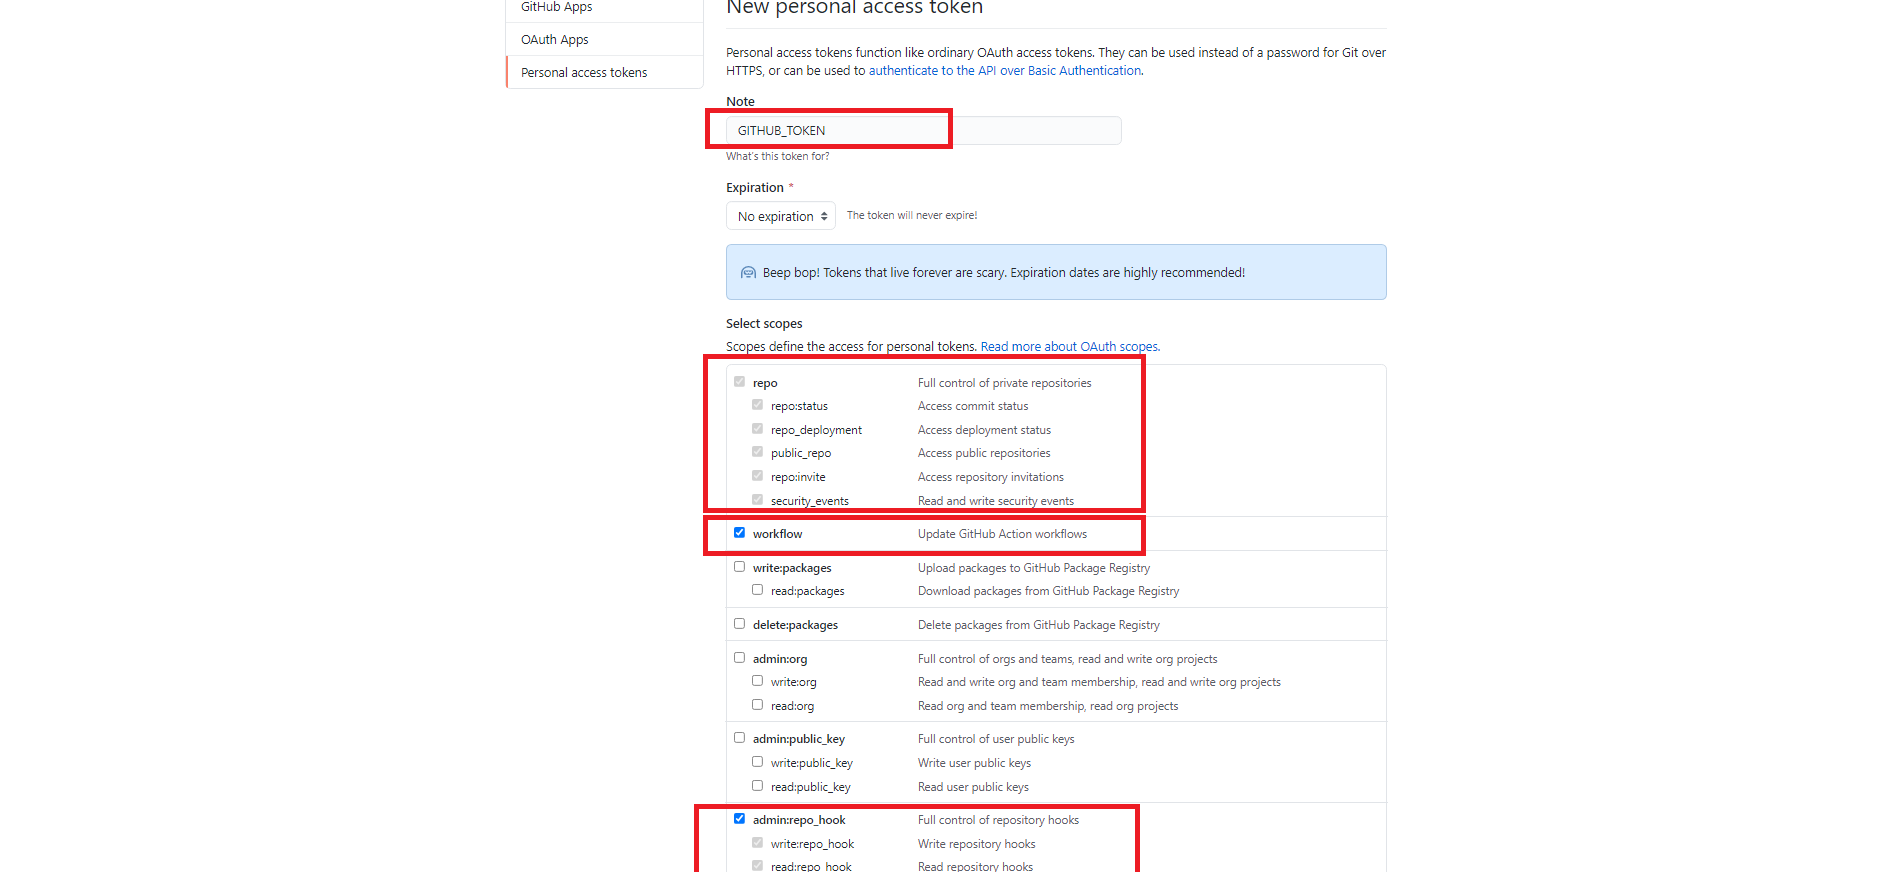 GitHub Apps
OAuth Apps
Personal access tokens
New personal access token
Personal access tokens function like ordinary OAuth access tokens. They can be used instead of a password for Git over
HTTPS, or can be used to authenticate to the API over Basic Authentication.
Note
GITHUB_TOKEN
What's this token for?
Expiration *
No expiration The token will never expire!
Beep bop! Tokens that live forever are scary. Expiration dates are highly recommended!
Select scopes
Scopes define the access for personal tokens. Read more about OAuth scopes.
repo Full control of private repositories
repo:status Access commit status
repo_deployment Access deployment status
public_repo Access public repositories
repo:invite Access repository invitations
security_events Read and write security events
workflow Update GitHub Action workflows
write:packages Upload packages to GitHub Package Registry
read:packages Download packages from GitHub Package Registry
delete:packages Delete packages from GitHub Package Registry
admin:org Full control of orgs and teams, read and write org projects
write:org Read and write org and team membership, read and write org projects
read:org Read org and team membership, read org projects
admin:public_key Full control of user public keys
write:public_key Write user public keys
read:public_key Read user public keys
admin:repo_hook Full control of repository hooks
write:repo_hook Write repository hooks
read:repo_hook Read repository hooks